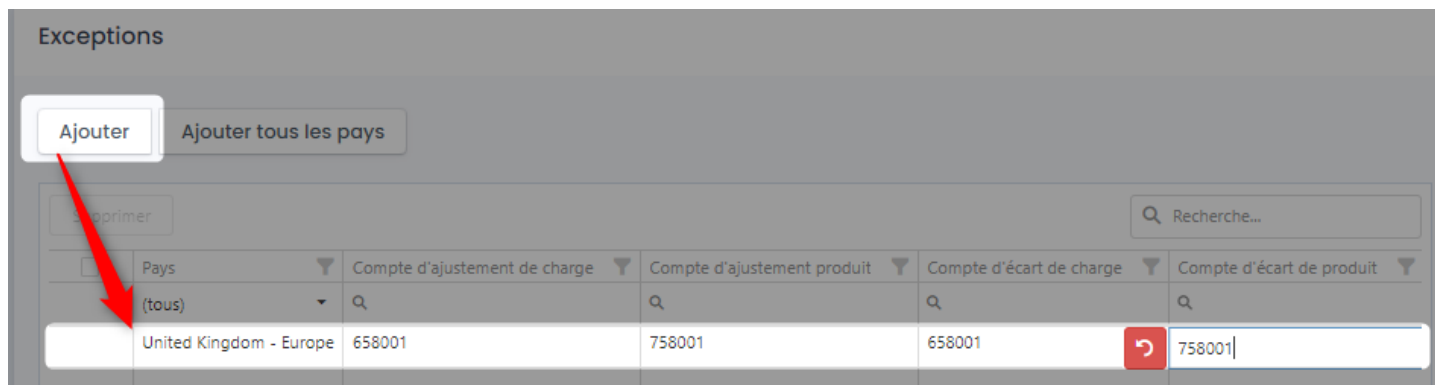 Exceptions
Ajouter Ajouter tous les pays
Supprimer Recherche...
Pays Compte d'ajustement de charge Compte d'ajustement produit Compte d'écart de charge Compte d'écart de produit
(tous)
United Kingdom - Europe 658001 758001 658001 758001